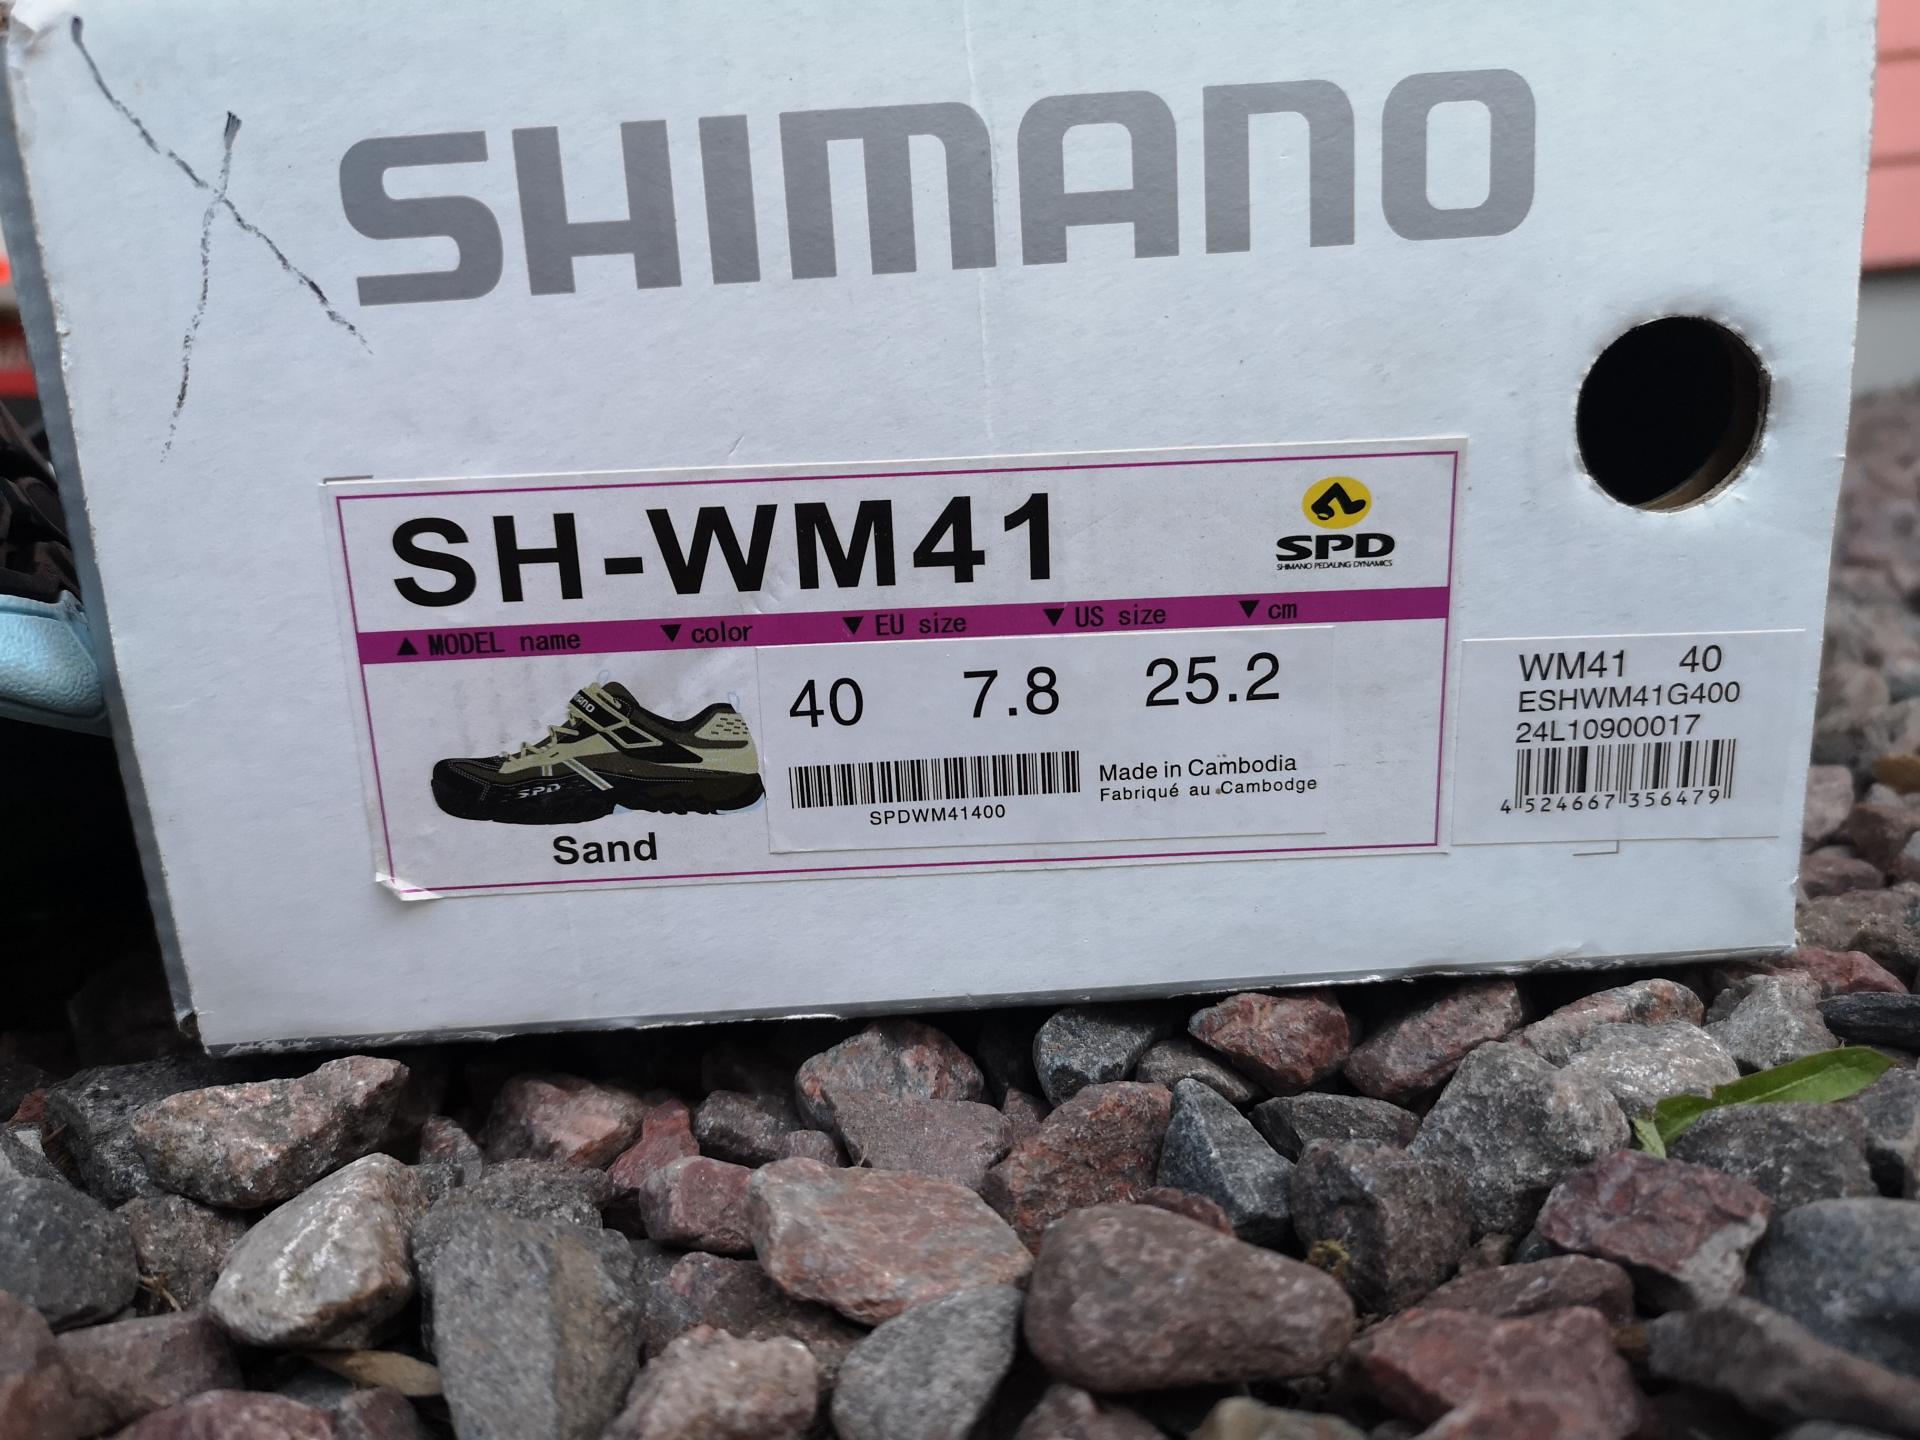 SHIMANO
SH-WM41
SPD
SHIMANO PEDALING DYNAMICS
▲ MODEL name ▼ color ▼ EU size ▼ US size ▼ cm
40 7.8 25.2
SPD
Sand
SPDWM41400
Made in Cambodia
Fabriqué au Cambodge
WM41 40
ESHWM41G400
24L10900017
4 524667 356479